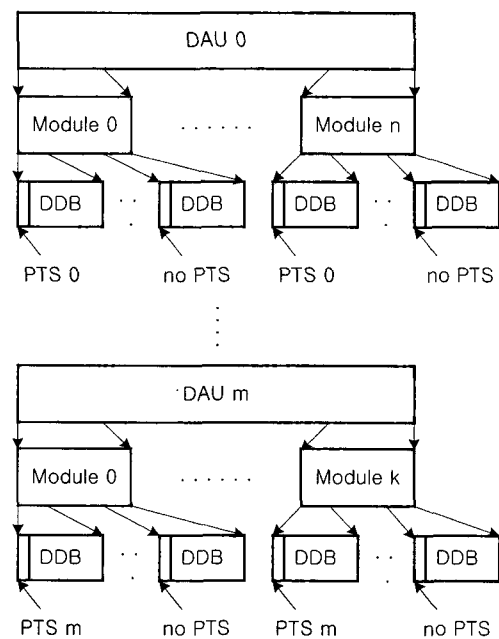 DAU 0
Module 0 . . . . . . Module n
DDB . . DDB DDB . . DDB
PTS 0 no PTS PTS 0 no PTS
DAU m
Module 0 . . . . . . Module k
DDB . . DDB DDB . . DDB
PTS m no PTS PTS m no PTS